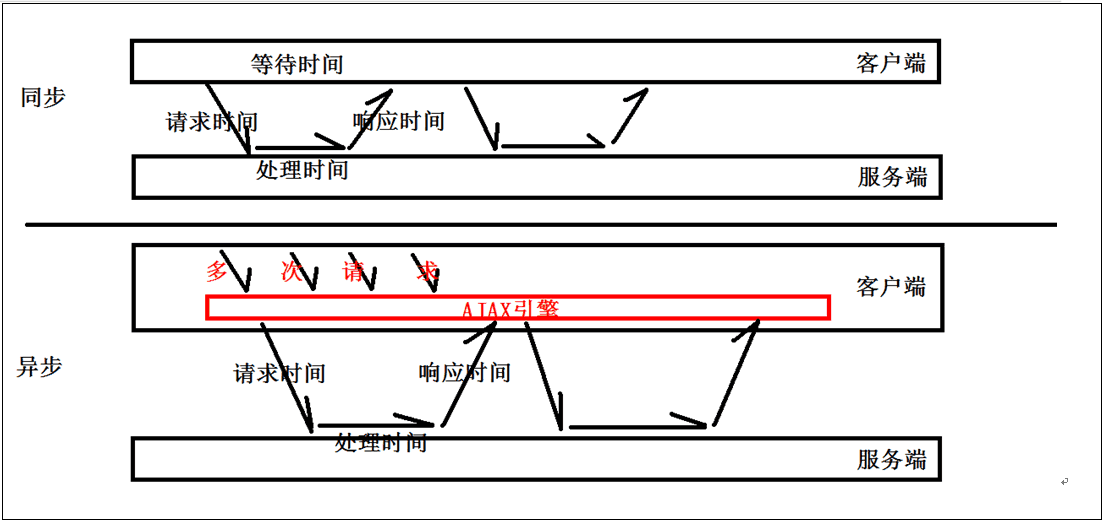 等待时间
客户端
同步
请求时间
响应时间
处理时间
服务端
多 次 请 求
客户端
AJAX引擎
异步
请求时间
响应时间
处理时间
服务端